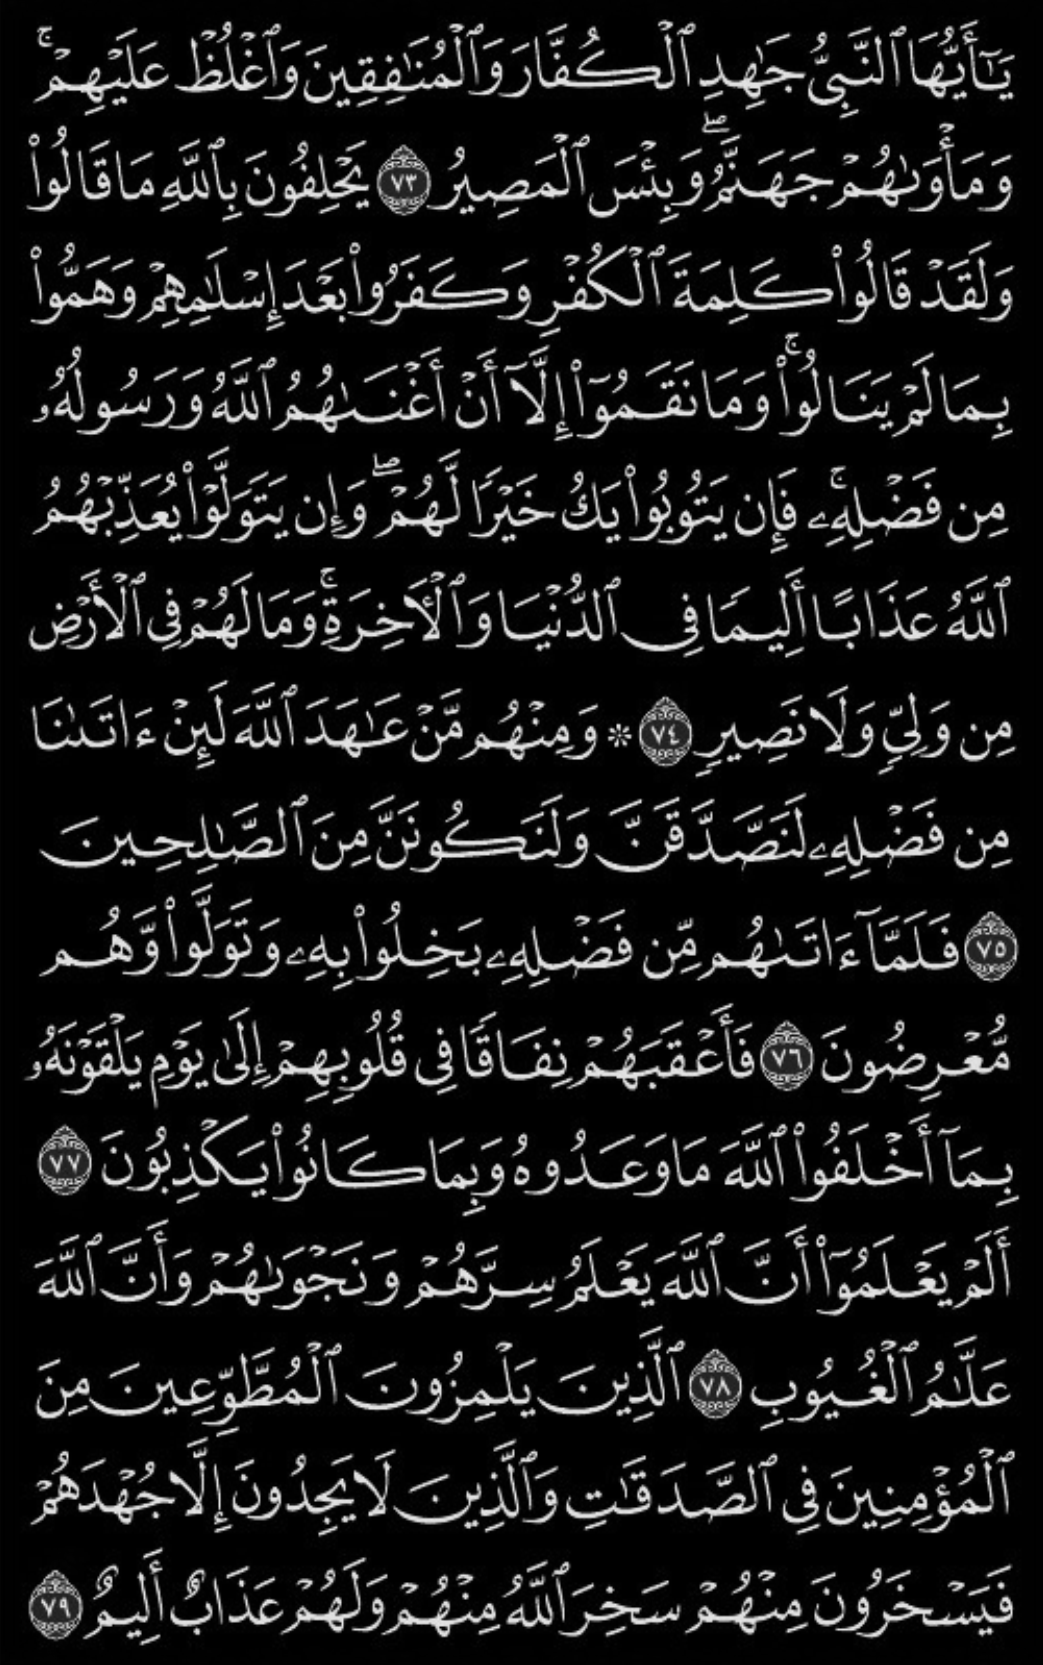 يَـٰٓأَيُّهَا ٱلنَّبِىُّ جَـٰهِدِ ٱلْكُفَّارَ وَٱلْمُنَـٰفِقِينَ وَٱغْلُظْ عَلَيْهِمْ ۚ
وَمَأْوَىٰهُمْ جَهَنَّمُ ۖ وَبِئْسَ ٱلْمَصِيرُ ٧٣ يَحْلِفُونَ بِٱللَّهِ مَا قَالُوا۟
وَلَقَدْ قَالُوا۟ كَلِمَةَ ٱلْكُفْرِ وَكَفَرُوا۟ بَعْدَ إِسْلَـٰمِهِمْ وَهَمُّوا۟
بِمَا لَمْ يَنَالُوا۟ ۚ وَمَا نَقَمُوٓا۟ إِلَّآ أَنْ أَغْنَىٰهُمُ ٱللَّهُ وَرَسُولُهُۥ
مِن فَضْلِهِۦ ۚ فَإِن يَتُوبُوا۟ يَكُ خَيْرًا لَّهُمْ ۖ وَإِن يَتَوَلَّوْا۟ يُعَذِّبْهُمُ
ٱللَّهُ عَذَابًا أَلِيمًا فِى ٱلدُّنْيَا وَٱلْـَٔاخِرَةِ ۚ وَمَا لَهُمْ فِى ٱلْأَرْضِ
مِن وَلِىٍّ وَلَا نَصِيرٍ ٧٤ ۞ وَمِنْهُم مَّنْ عَـٰهَدَ ٱللَّهَ لَئِنْ ءَاتَىٰنَا
مِن فَضْلِهِۦ لَنَصَّدَّقَنَّ وَلَنَكُونَنَّ مِنَ ٱلصَّـٰلِحِينَ
٧٥ فَلَمَّآ ءَاتَىٰهُم مِّن فَضْلِهِۦ بَخِلُوا۟ بِهِۦ وَتَوَلَّوا۟ وَّهُم
مُّعْرِضُونَ ٧٦ فَأَعْقَبَهُمْ نِفَاقًا فِى قُلُوبِهِمْ إِلَىٰ يَوْمِ يَلْقَوْنَهُۥ
بِمَآ أَخْلَفُوا۟ ٱللَّهَ مَا وَعَدُوهُ وَبِمَا كَانُوا۟ يَكْذِبُونَ ٧٧
أَلَمْ يَعْلَمُوٓا۟ أَنَّ ٱللَّهَ يَعْلَمُ سِرَّهُمْ وَنَجْوَىٰهُمْ وَأَنَّ ٱللَّهَ
عَلَّـٰمُ ٱلْغُيُوبِ ٧٨ ٱلَّذِينَ يَلْمِزُونَ ٱلْمُطَّوِّعِينَ مِنَ
ٱلْمُؤْمِنِينَ فِى ٱلصَّدَقَـٰتِ وَٱلَّذِينَ لَا يَجِدُونَ إِلَّا جُهْدَهُمْ
فَيَسْخَرُونَ مِنْهُمْ سَخِرَ ٱللَّهُ مِنْهُمْ وَلَهُمْ عَذَابٌ أَلِيمٌ ٧٩